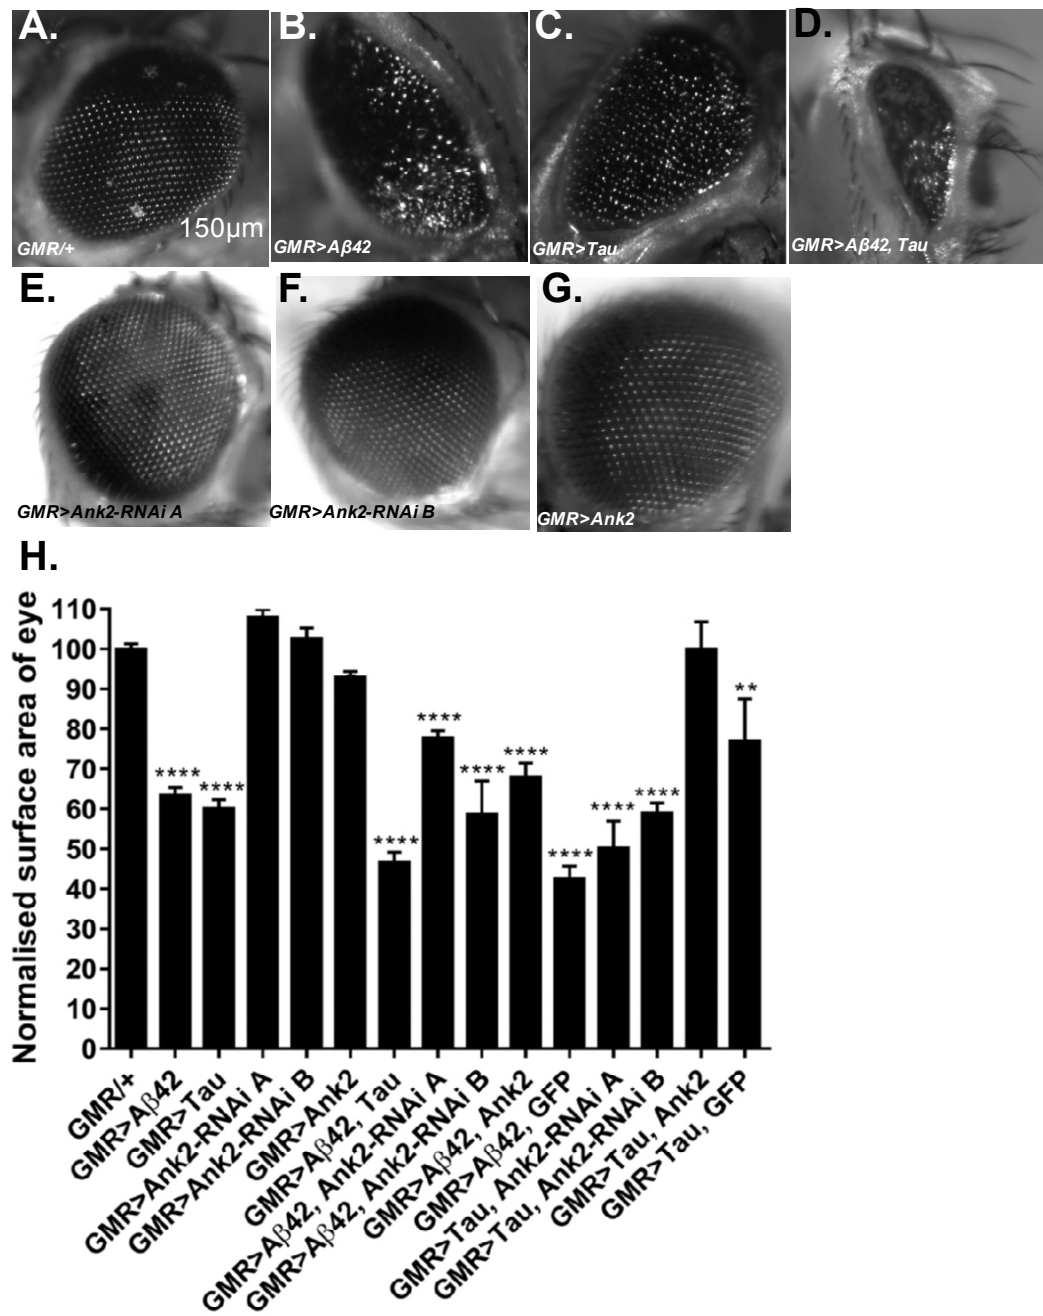 A.
B.
C.
D.
150µm
GMR/+
GMR>Aβ42
GMR>Tau
GMR>Aβ42, Tau
E.
F.
G.
GMR>Ank2-RNAi A
GMR>Ank2-RNAi B
GMR>Ank2
H.
Normalised surface area of eye
110
100
90
80
70
60
50
40
30
20
10
0
****
****
****
****
****
****
****
****
****
**
GMR/+
GMR>Aβ42
GMR>Tau
GMR>Ank2-RNAi A
GMR>Ank2-RNAi B
GMR>Ank2
GMR>Aβ42, Tau
GMR>Aβ42, Ank2-RNAi A
GMR>Aβ42, Ank2-RNAi B
GMR>Aβ42, Ank2
GMR>Aβ42, GFP
GMR>Tau, Ank2-RNAi A
GMR>Tau, Ank2-RNAi B
GMR>Tau, Ank2
GMR>Tau, GFP